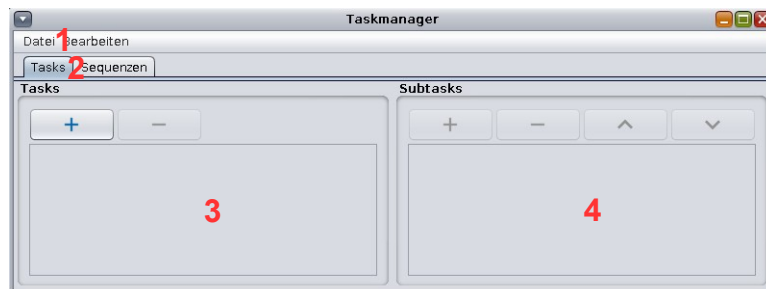 Taskmanager
Datei 1 Bearbeiten
Tasks 2 Sequenzen
Tasks Subtasks
+ − + −
3 4